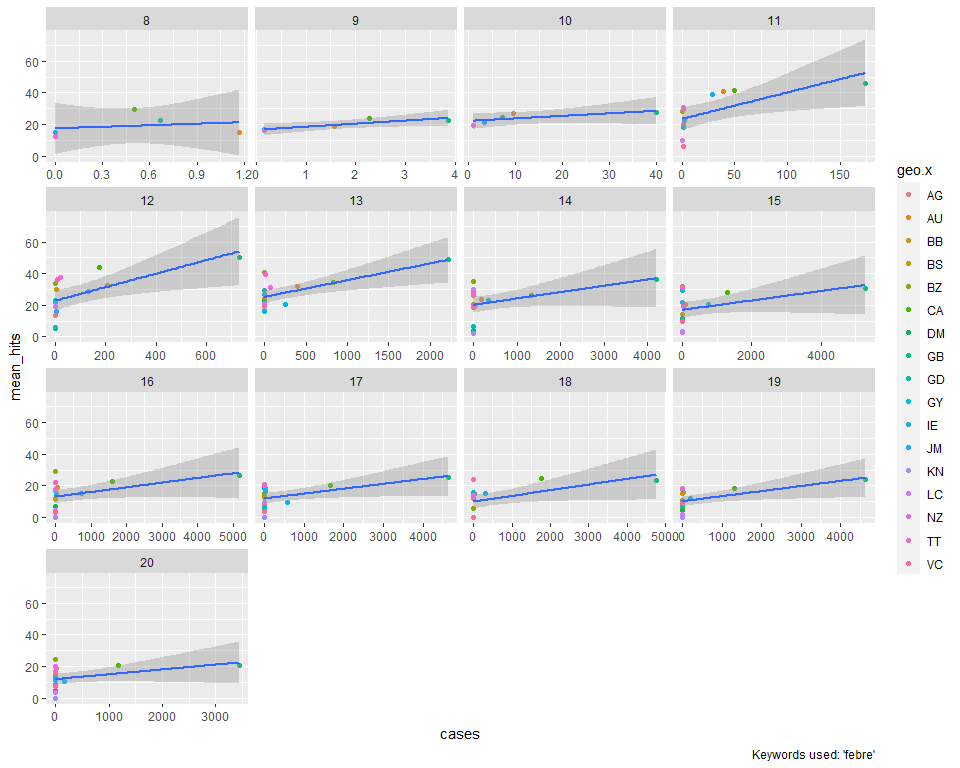 8 9 10 11
60
40
20
0
0.0 0.3 0.6 0.9 1.20 1 2 3 4 0 10 20 30 40 0 50 100 150
12 13 14 15
60
40
20
0
0 200 400 600 0 500 1000 1500 2000 0 1000 2000 3000 4000 0 2000 4000
16 17 18 19
60
40
20
0
0 1000 2000 3000 4000 5000 0 1000 2000 3000 4000 0 1000 2000 3000 4000 5000 0 1000 2000 3000 4000
20
60
40
20
0
0 1000 2000 3000
mean_hits
cases
Keywords used: 'febre'
geo.x
AG
AU
BB
BS
BZ
CA
DM
GB
GD
GY
IE
JM
KN
LC
NZ
TT
VC